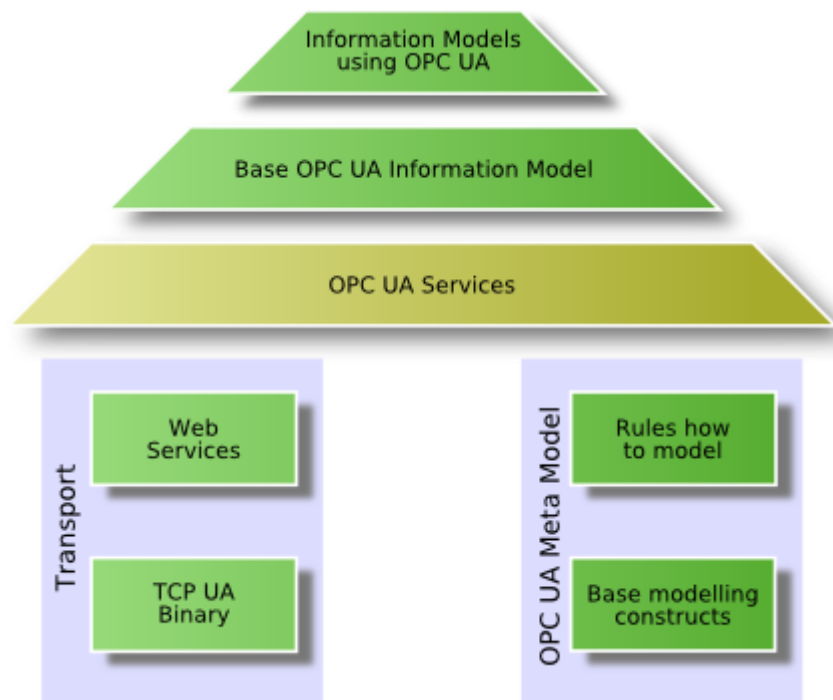 Information Models
using OPC UA
Base OPC UA Information Model
OPC UA Services
Transport
Web
Services
TCP UA
Binary
OPC UA Meta Model
Rules how
to model
Base modelling
constructs